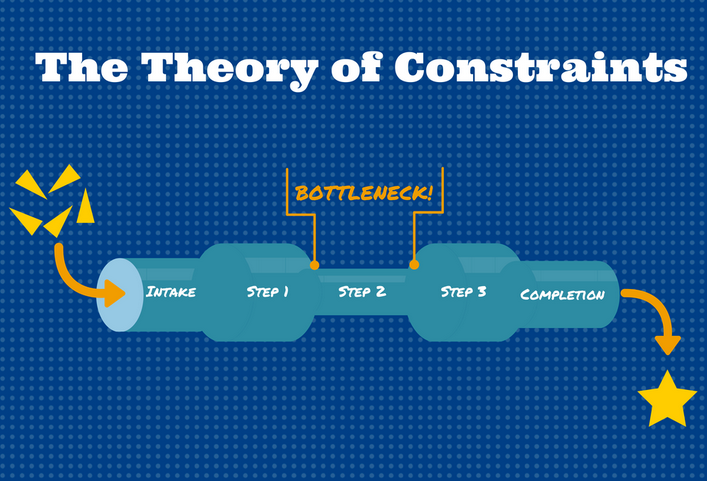 The Theory of Constraints
BOTTLENECK!
INTAKE
STEP 1
STEP 2
STEP 3
COMPLETION